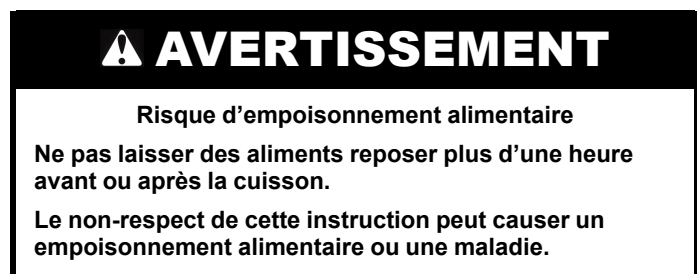 AVERTISSEMENT
Risque d'empoisonnement alimentaire
Ne pas laisser des aliments reposer plus d'une heure
avant ou après la cuisson.
Le non-respect de cette instruction peut causer un
empoisonnement alimentaire ou une maladie.